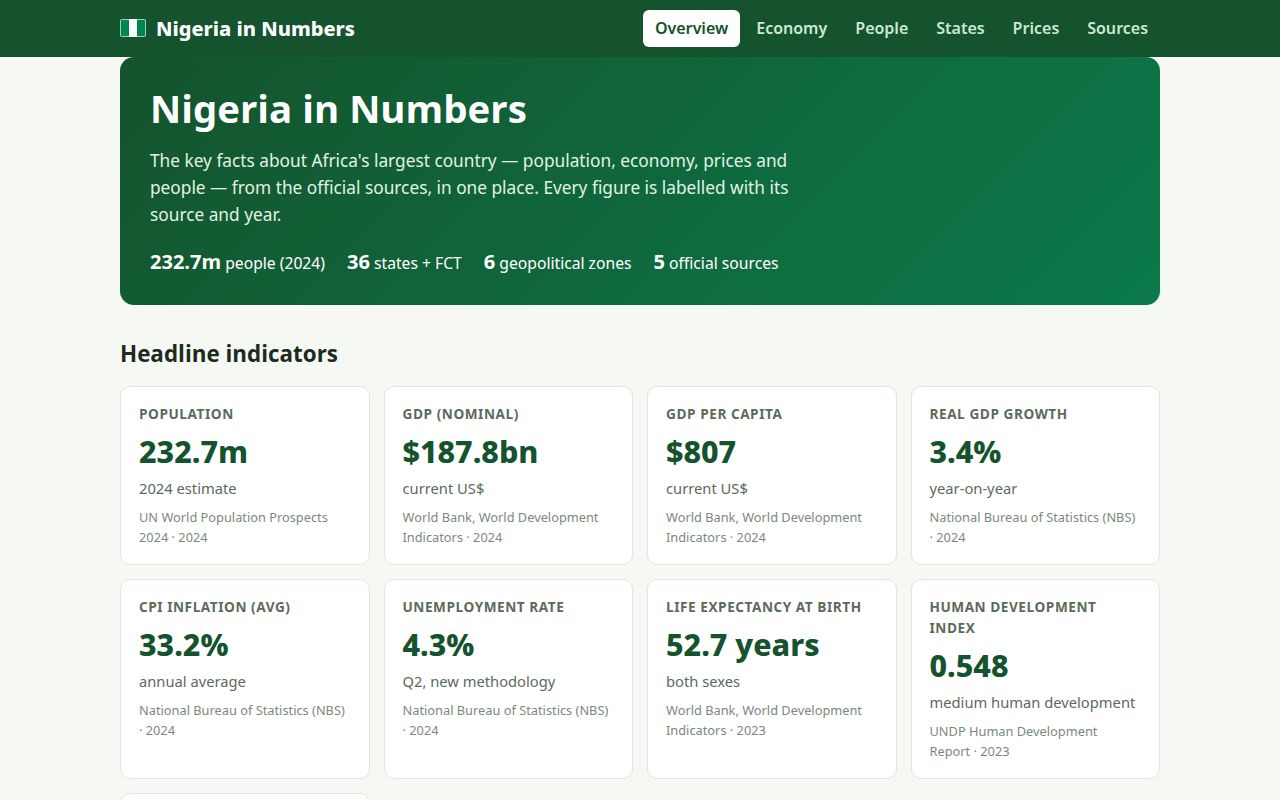 Nigeria in Numbers
Overview Economy People States Prices Sources
Nigeria in Numbers
The key facts about Africa's largest country — population, economy, prices and
people — from the official sources, in one place. Every figure is labelled with its
source and year.
232.7m people (2024) 36 states + FCT 6 geopolitical zones 5 official sources
Headline indicators
POPULATION
232.7m
2024 estimate
UN World Population Prospects
2024 · 2024
GDP (NOMINAL)
$187.8bn
current US$
World Bank, World Development
Indicators · 2024
GDP PER CAPITA
$807
current US$
World Bank, World Development
Indicators · 2024
REAL GDP GROWTH
3.4%
year-on-year
National Bureau of Statistics (NBS)
· 2024
CPI INFLATION (AVG)
33.2%
annual average
National Bureau of Statistics (NBS)
· 2024
UNEMPLOYMENT RATE
4.3%
Q2, new methodology
National Bureau of Statistics (NBS)
· 2024
LIFE EXPECTANCY AT BIRTH
52.7 years
both sexes
World Bank, World Development
Indicators · 2023
HUMAN DEVELOPMENT
INDEX
0.548
medium human development
UNDP Human Development
Report · 2023